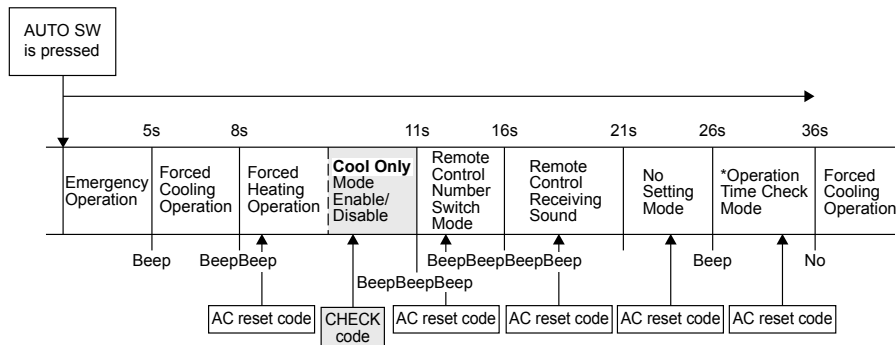 AUTO SW
is pressed
5s
8s
11s
16s
21s
26s
36s
Emergency
Operation
Forced
Cooling
Operation
Forced
Heating
Operation
Cool Only
Mode
Enable/
Disable
Remote
Control
Number
Switch
Mode
Remote
Control
Receiving
Sound
No
Setting
Mode
*Operation
Time Check
Mode
Forced
Cooling
Operation
Beep
BeepBeep
BeepBeepBeep
BeepBeepBeepBeep
Beep
No
AC reset code
CHECK
code
AC reset code
AC reset code
AC reset code
AC reset code